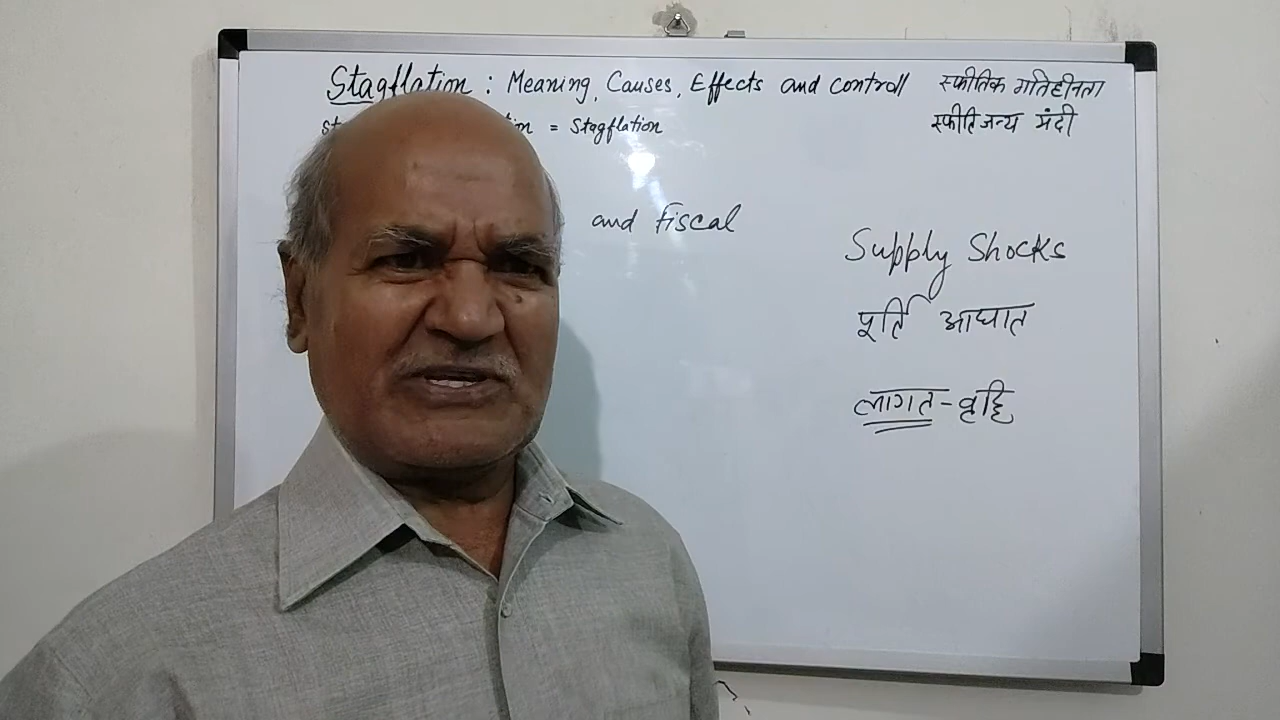 Stagflation : Meaning, Causes, Effects and control स्फीतिक गतिहीनता
= Stagflation स्फीतिजन्य मंदी
and fiscal
Supply Shocks
पूर्ति आघात
लागत-वृद्धि